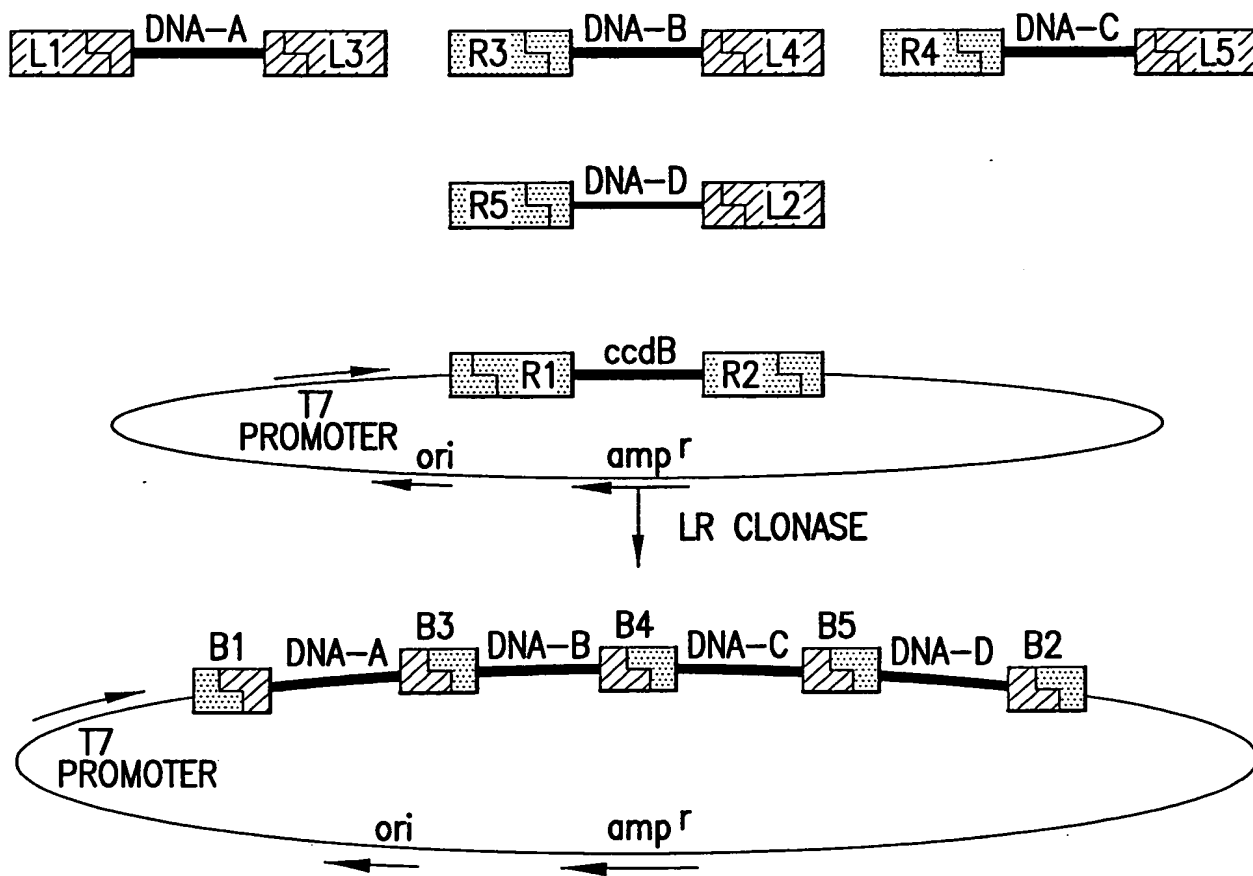 DNA-A DNA-B DNA-C
L1 L3 R3 L4 R4 L5
DNA-D
R5 L2
ccdB
R1 R2
T7
PROMOTER
ori amp r
LR CLONASE
B1 DNA-A B3 DNA-B B4 DNA-C B5 DNA-D B2
T7
PROMOTER
ori amp r